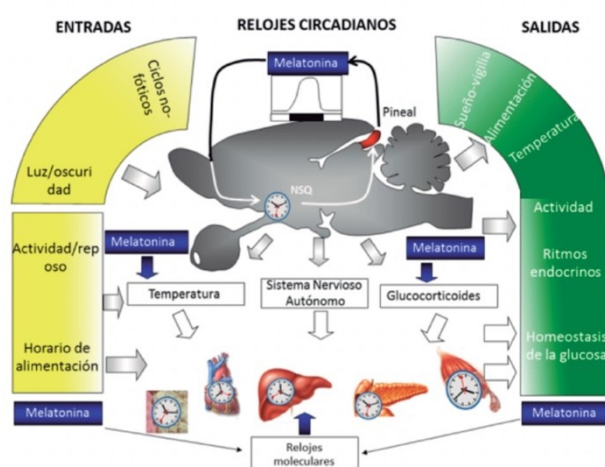 ENTRADAS
RELOJES CIRCADIANOS
SALIDAS
Ciclos no-
fóticos
Luz/oscuri
dad
Melatonina
Pineal
NSQ
Sueño-vigilia
Alimentación
Temperatura
Actividad/rep
oso
Melatonina
Melatonina
Actividad
Ritmos
endocrinos
Temperatura
Sistema Nervioso
Autónomo
Glucocorticoides
Horario de
alimentación
Homeostasis
de la glucosa
Melatonina
Melatonina
Relojes
moleculares